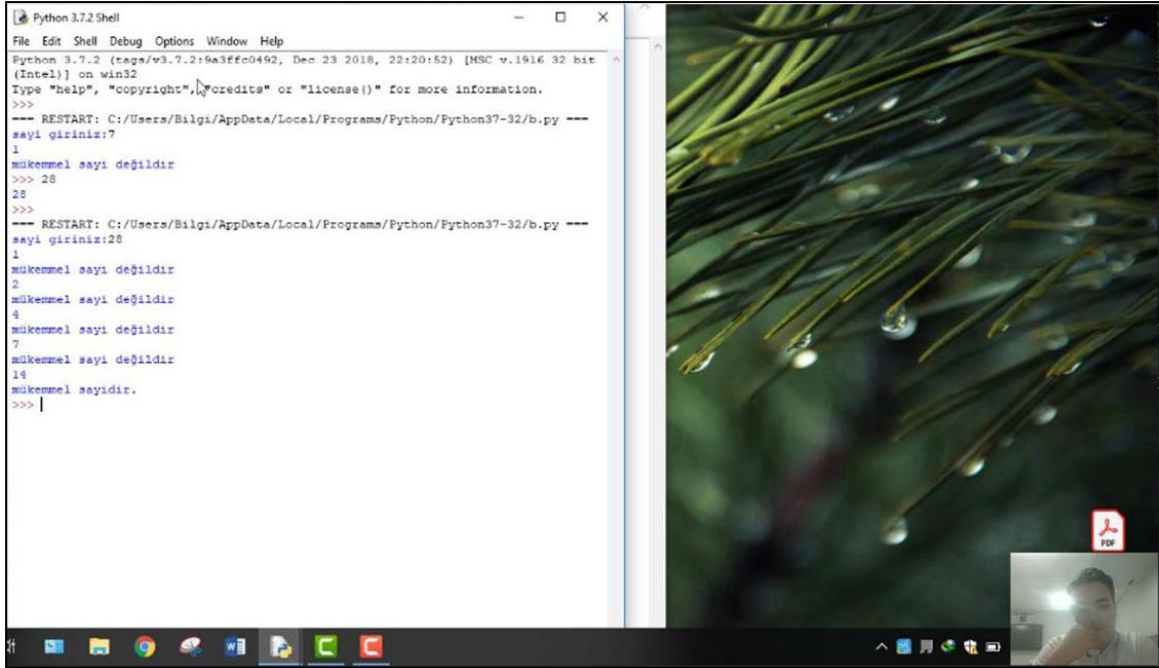 Python 3.7.2 Shell
File Edit Shell Debug Options Window Help
Python 3.7.2 (tags/v3.7.2:9a3ffc0492, Dec 23 2018, 22:20:52) [MSC v.1916 32 bit
(Intel)] on win32
Type "help", "copyright", "credits" or "license()" for more information.
>>>
=== RESTART: C:/Users/Bilgi/AppData/Local/Programs/Python/Python37-32/b.py ===
sayi giriniz:7
1
mükemmel sayi değildir
>>> 28
28
>>>
=== RESTART: C:/Users/Bilgi/AppData/Local/Programs/Python/Python37-32/b.py ===
sayi giriniz:28
1
mükemmel sayi değildir
2
mükemmel sayi değildir
4
mükemmel sayi değildir
7
mükemmel sayi değildir
14
mükemmel sayidir.
>>>
PDF